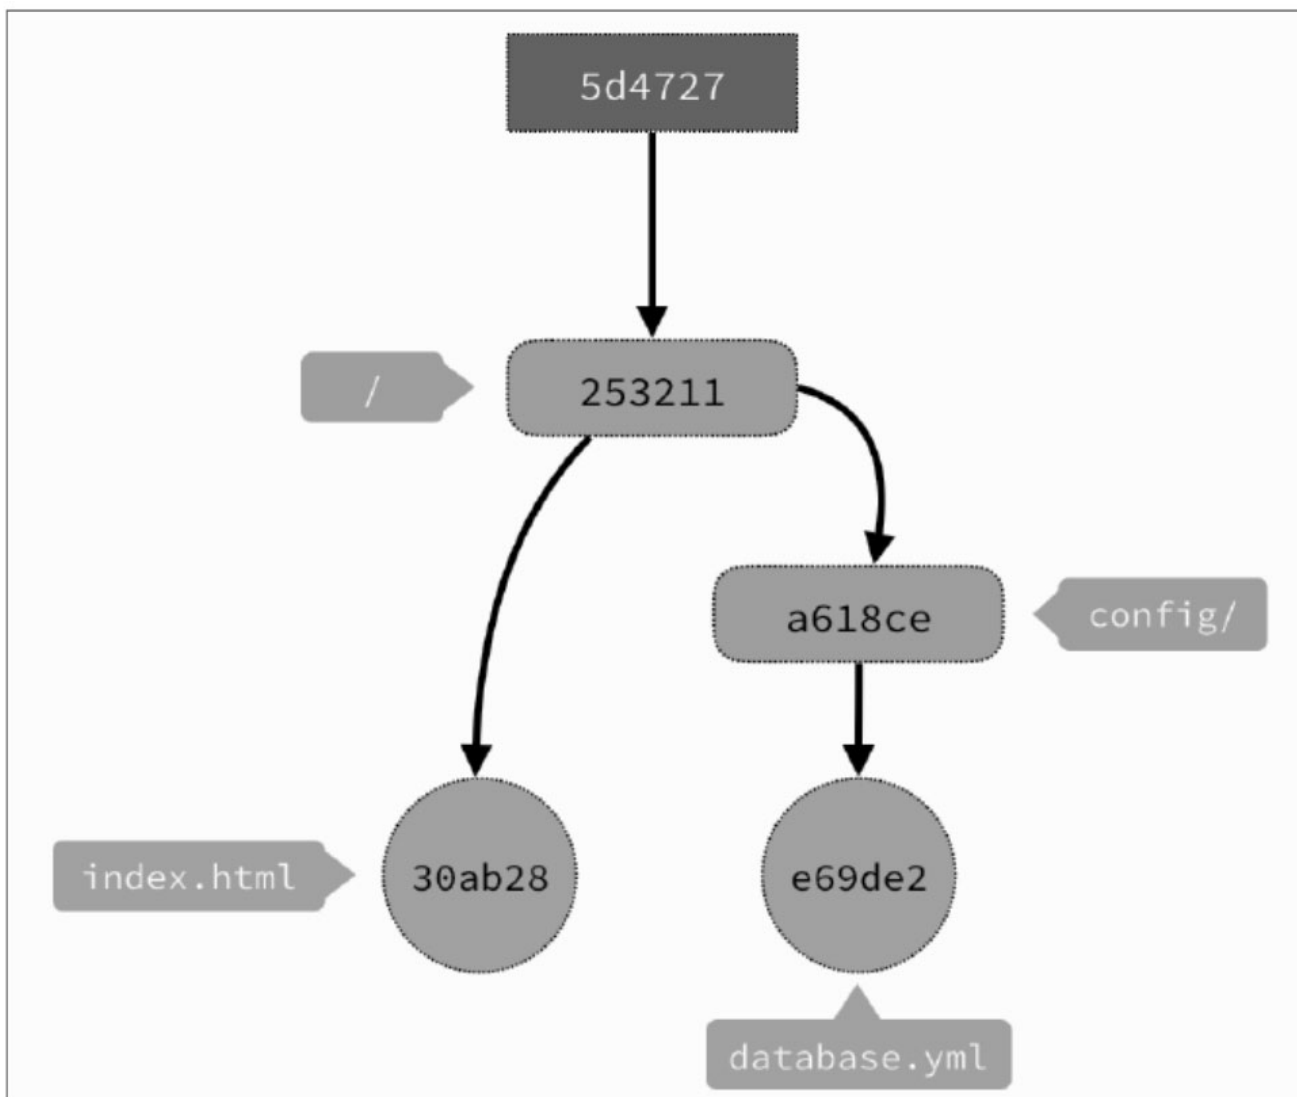 5d4727
/
253211
a618ce
config/
index.html
30ab28
e69de2
database.yml